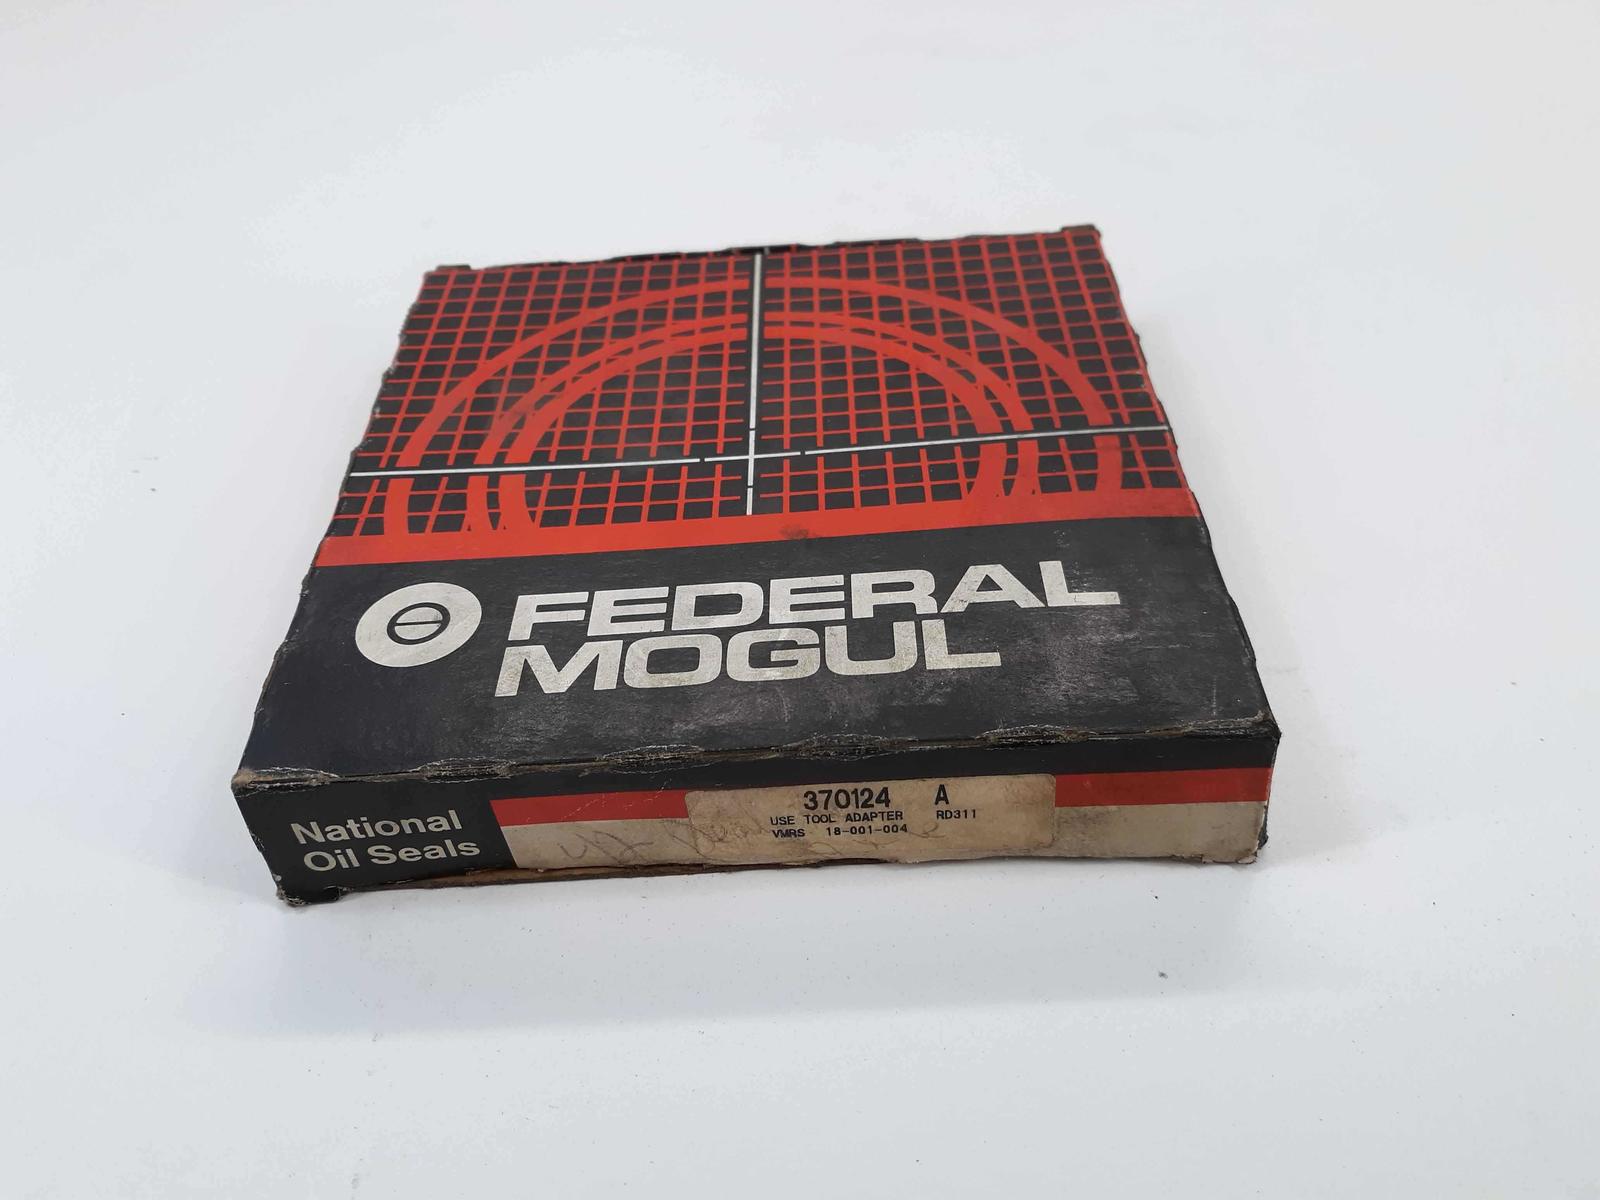 FEDERAL
MOGUL
National
Oil Seals
370124 A
USE TOOL ADAPTER RD311
VMRS 18-001-004